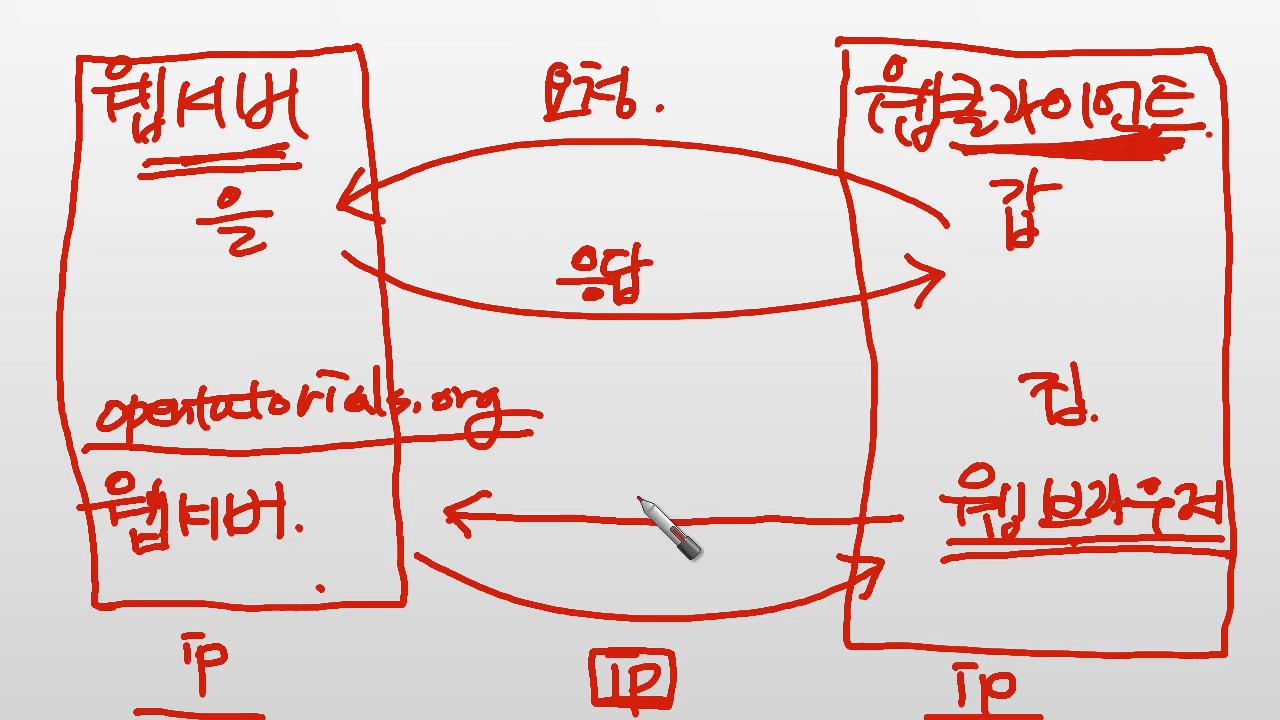 웹서버
을
요청.
웹클라이언트.
갑
응답
opentutorials.org
집.
웹서버.
웹브라우저
ip
ip
ip